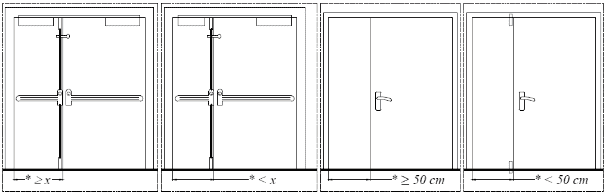 * ≥ x
* < x
* ≥ 50 cm
* < 50 cm